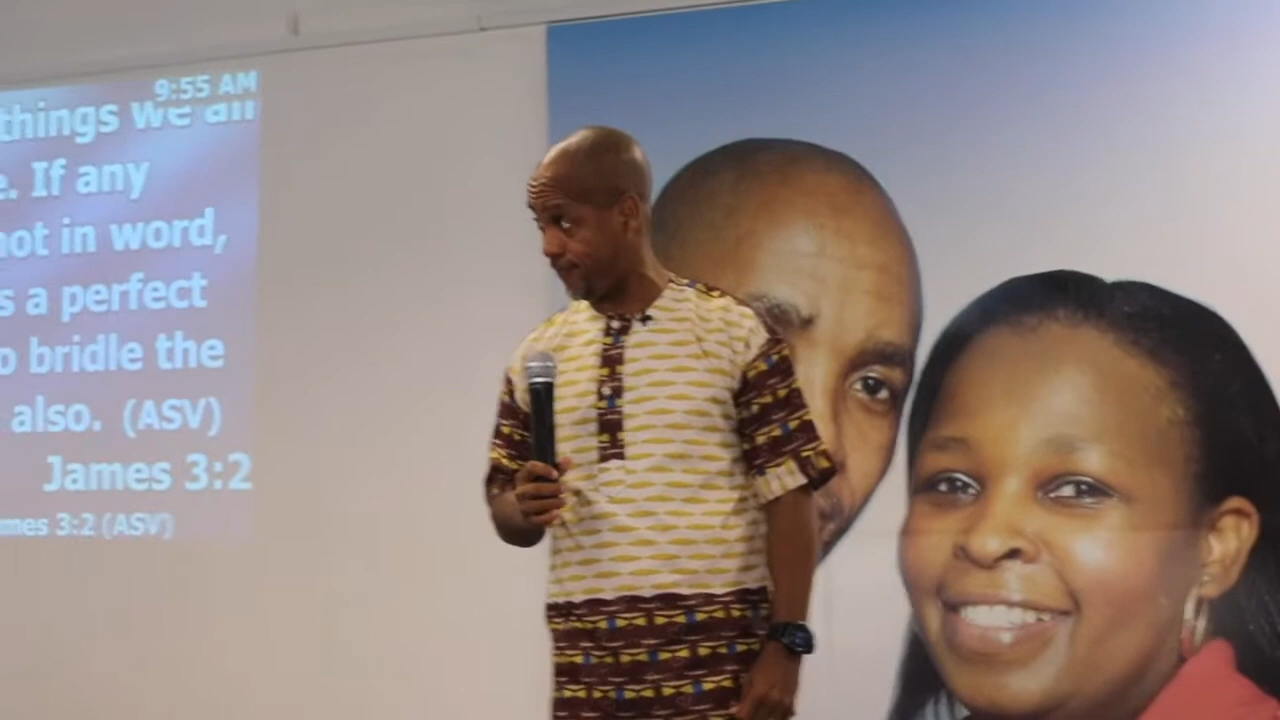 9:55 AM
things we all
. If any
not in word,
s a perfect
o bridle the
also. (ASV)
James 3:2
mes 3:2 (ASV)